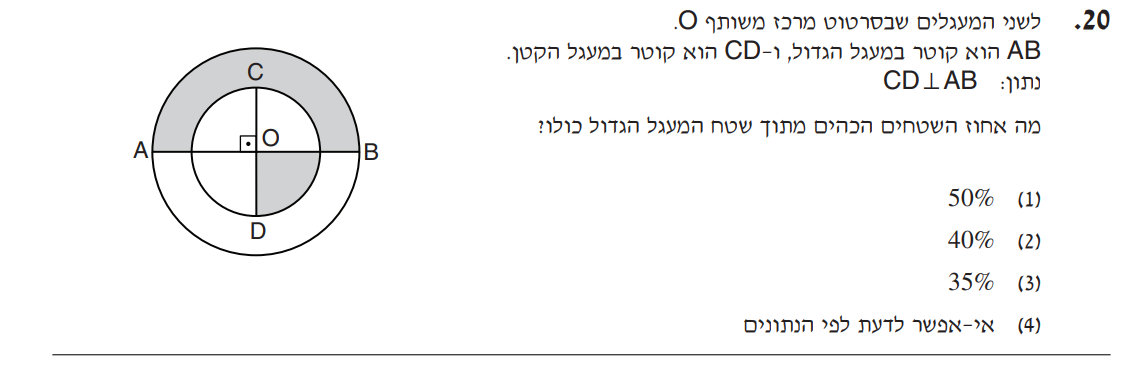 20. לשני המעגלים שבסרטוט מרכז משותף O.
AB הוא קוטר במעגל הגדול, ו-CD הוא קוטר במעגל הקטן.
נתון: CD⊥AB
מה אחוז השטחים הכהים מתוך שטח המעגל הגדול כולו?
(1) 50%
(2) 40%
(3) 35%
(4) אי-אפשר לדעת לפי הנתונים
C
O
A
B
D